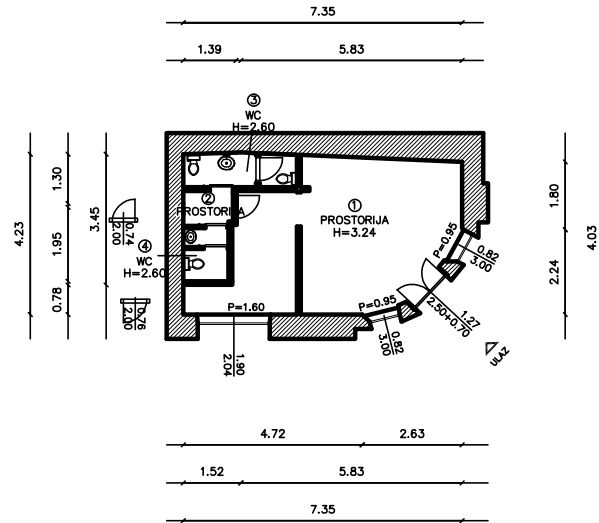 7.35
1.39 5.83
③
WC
H=2.60
②
PROSTORIJA
①
PROSTORIJA
H=3.24
④
WC
H=2.60
4.23
1.30
1.95
0.78
3.45
0.74
2.00
0.76
2.00
P=1.60
1.90
2.04
P=0.95
0.82
3.00
P=0.95
0.82
3.00
1.27
2.50+0.70
ULAZ
1.80
2.24
4.03
4.72 2.63
1.52 5.83
7.35